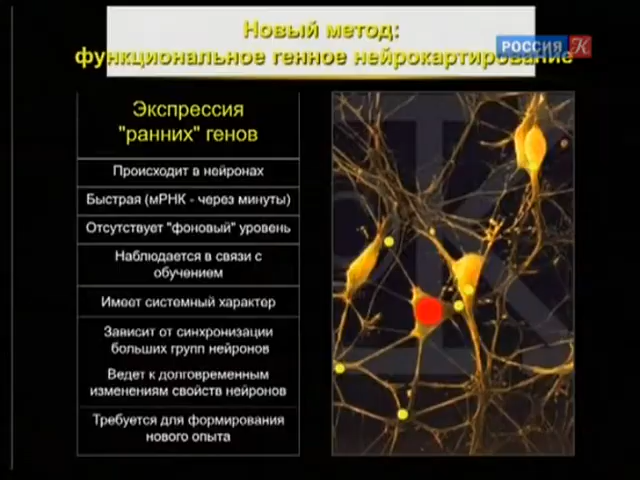 Новый метод:
функциональное генное нейрокартирование
РОССИЯ К
Экспрессия
"ранних" генов
Происходит в нейронах
Быстрая (мРНК - через минуты)
Отсутствует "фоновый" уровень
Наблюдается в связи с
обучением
Имеет системный характер
Зависит от синхронизации
больших групп нейронов
Ведет к долговременным
изменениям свойств нейронов
Требуется для формирования
нового опыта